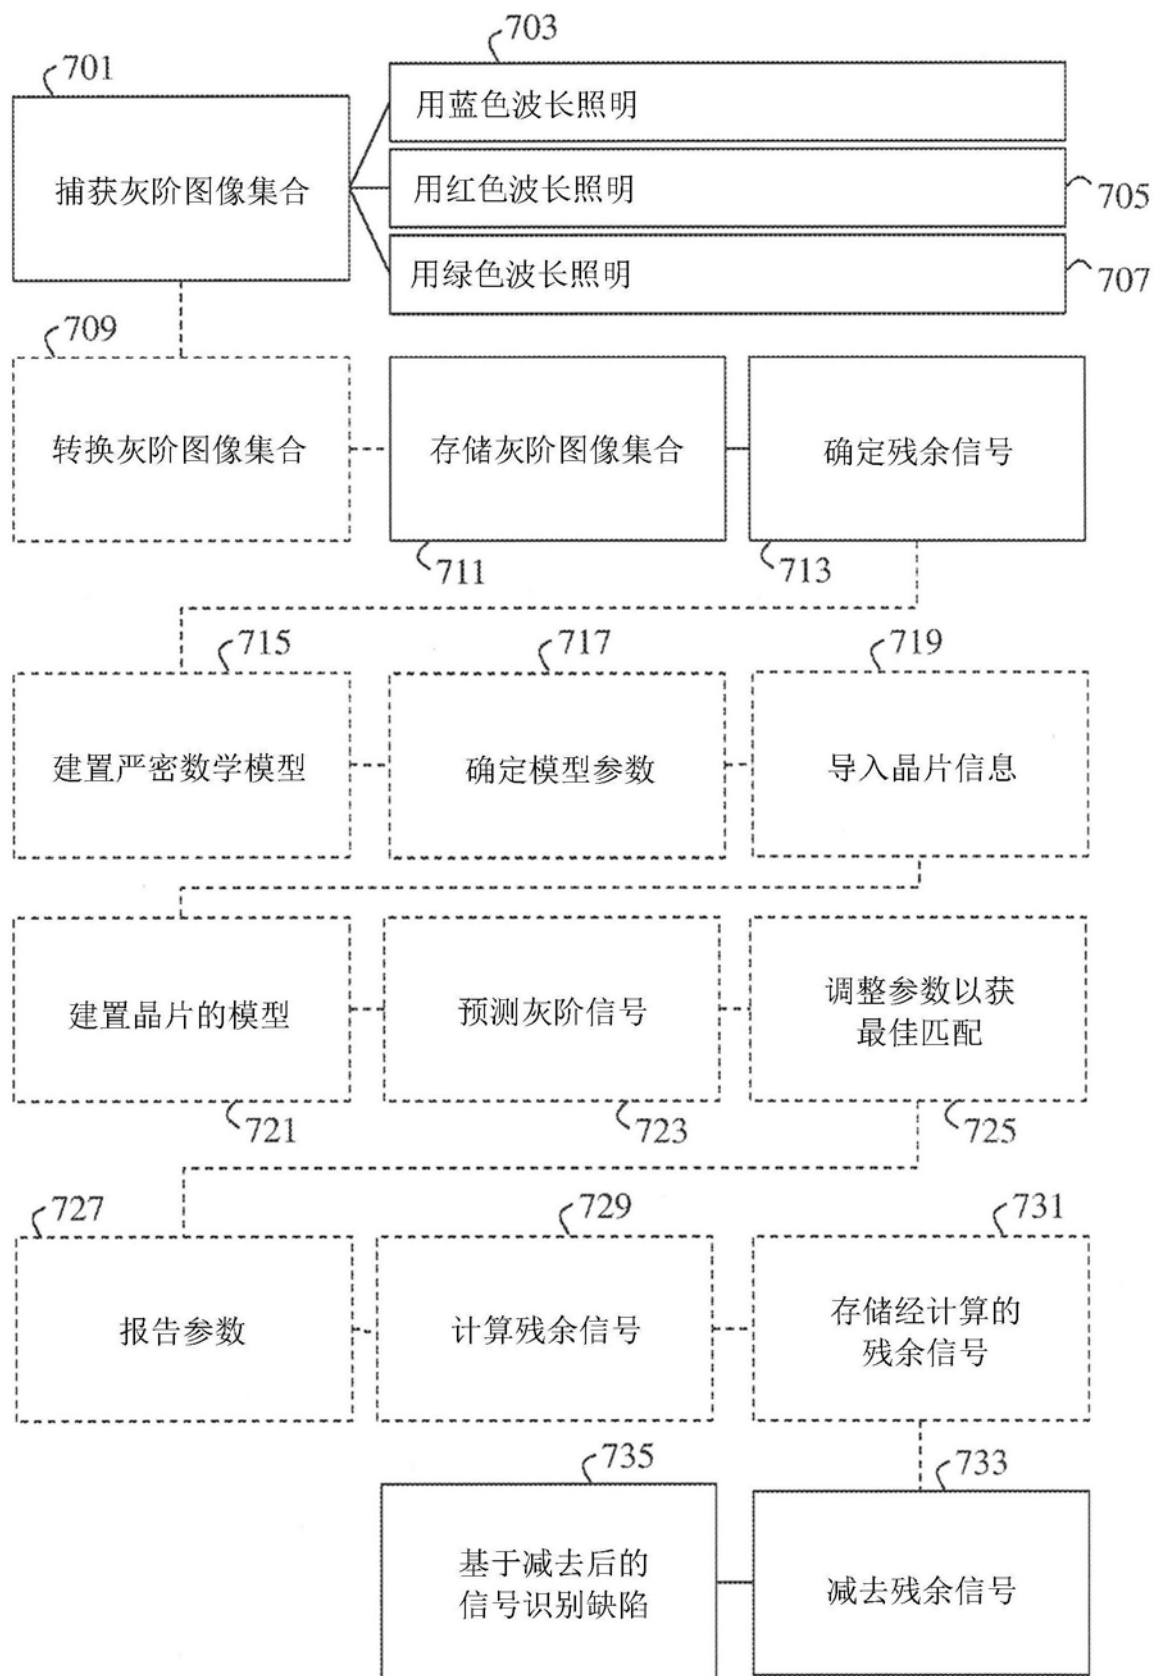 703
701
用蓝色波长照明
捕获灰阶图像集合
用红色波长照明
705
用绿色波长照明
707
709
转换灰阶图像集合
存储灰阶图像集合
确定残余信号
711
713
715
717
719
建置严密数学模型
确定模型参数
导入晶片信息
建置晶片的模型
预测灰阶信号
调整参数以获
最佳匹配
721
723
725
727
729
731
报告参数
计算残余信号
存储经计算的
残余信号
735
733
基于减去后的
信号识别缺陷
减去残余信号